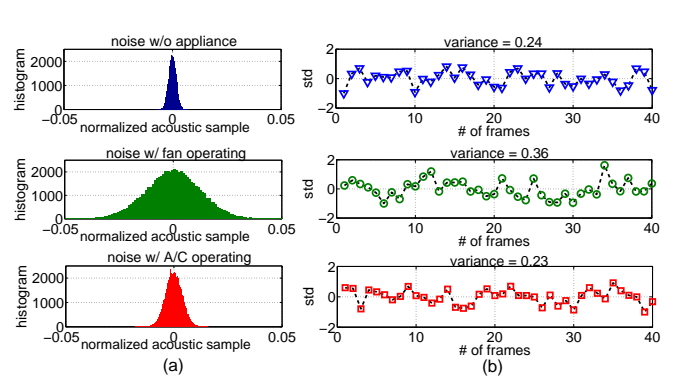 noise w/o appliance
histogram
2000
1000
0
−0.05 0 0.05
normalized acoustic sample
variance = 0.24
std
2
0
−2
0 10 20 30 40
# of frames
noise w/ fan operating
histogram
2000
1000
0
−0.05 0 0.05
normalized acoustic sample
variance = 0.36
std
2
0
−2
0 10 20 30 40
# of frames
noise w/ A/C operating
histogram
2000
1000
0
−0.05 0 0.05
normalized acoustic sample
(a)
variance = 0.23
std
2
0
−2
0 10 20 30 40
# of frames
(b)